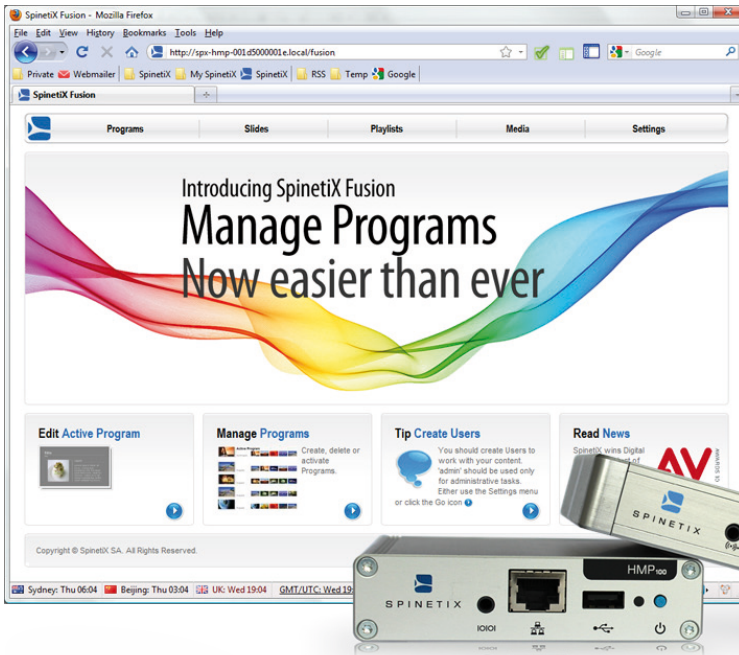 SpinetiX Fusion - Mozilla Firefox
File Edit View History Bookmarks Tools Help
http://spx-hmp-001d5000001e.local/fusion
Google
Private Webmailer SpinetiX My SpinetiX SpinetiX RSS Temp Google
SpinetiX Fusion
Programs Slides Playlists Media Settings
Introducing SpinetiX Fusion
Manage Programs
Now easier than ever
Edit Active Program
Manage Programs
Create, delete or
activate
Programs.
Tip Create Users
You should create Users to
work with your content.
'admin' should be used only
for administrative tasks.
Either use the Settings menu
or click the Go icon
Read News
SpinetiX wins Digital
of
AV
AWARDS
SPINETIX
Copyright © SpinetiX SA. All Rights Reserved.
HMP100
SPINETIX
IOIOI
Sydney: Thu 06:04 Beijing: Thu 03:04 UK: Wed 19:04 GMT/UTC: Wed 19: